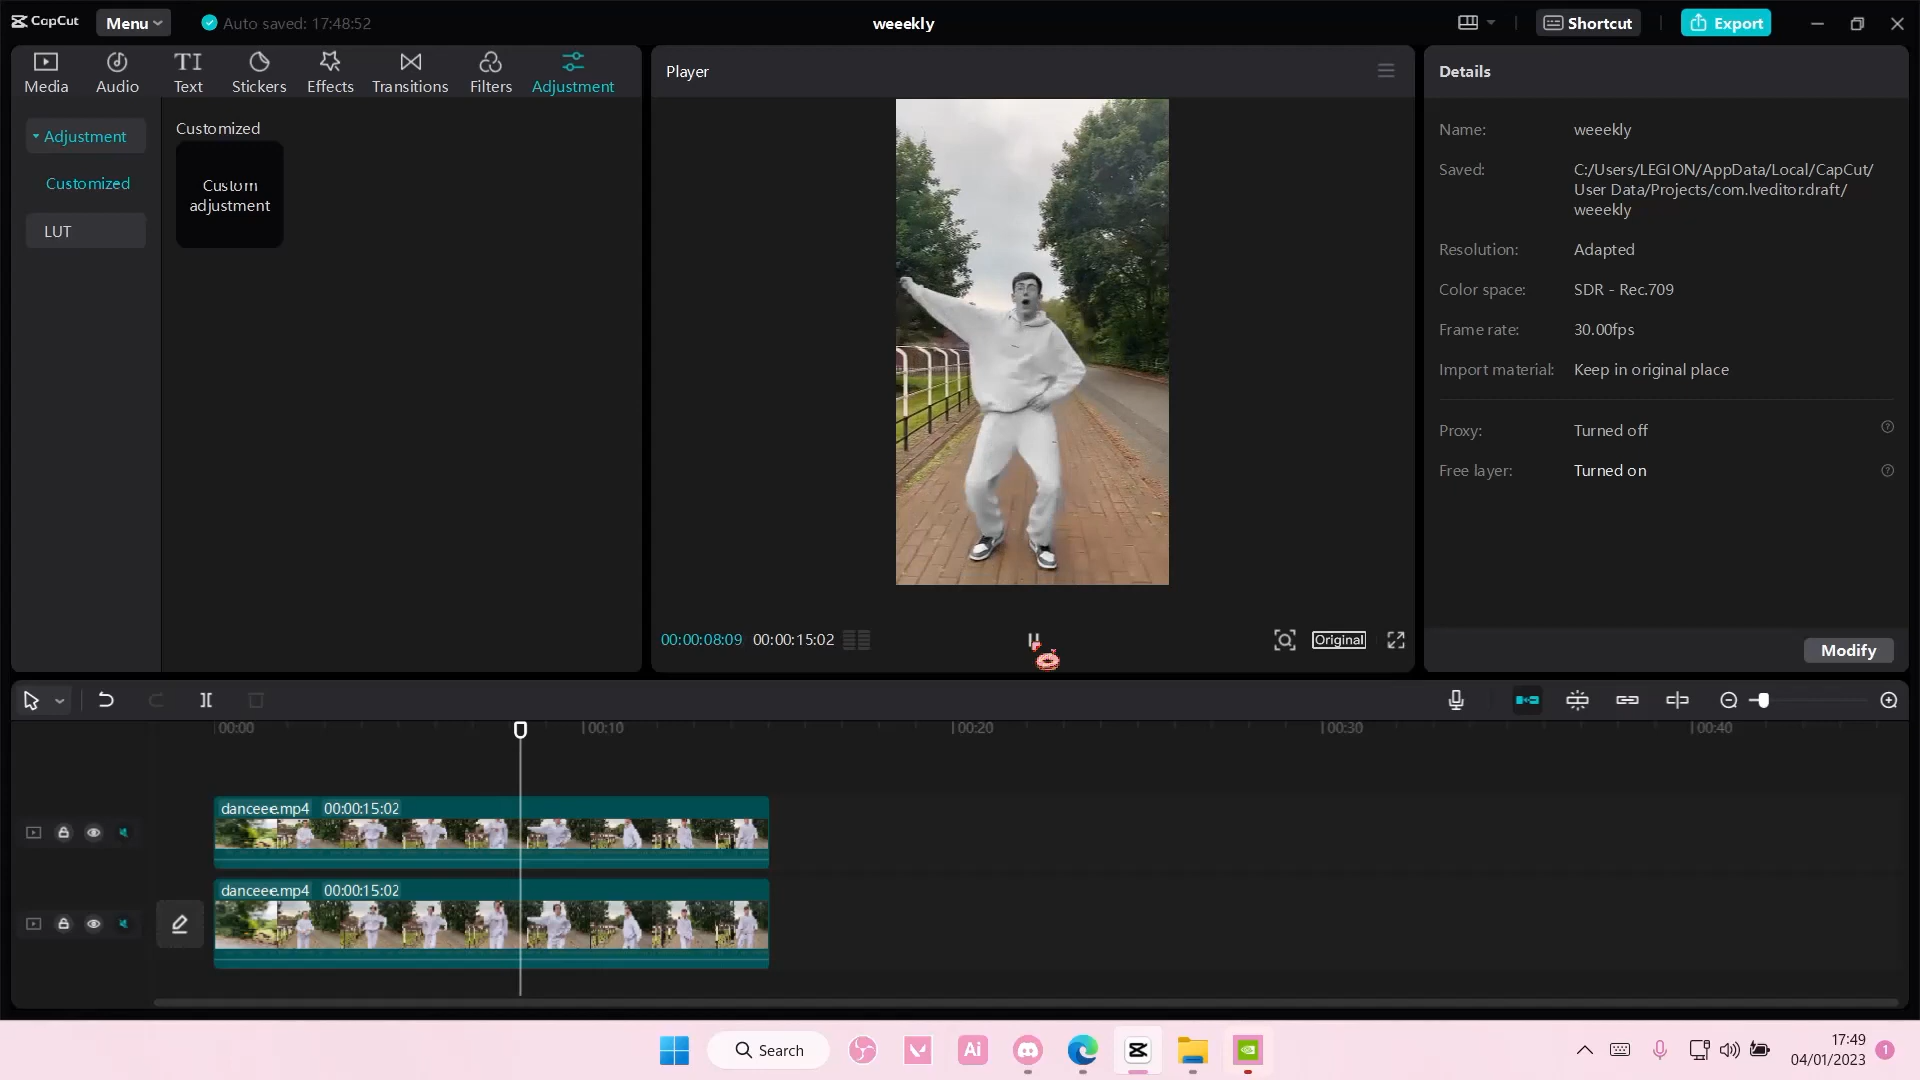 CapCut
Menu
Auto saved: 17:48:52
weeekly
Shortcut
Export
Media
Audio
Text
Stickers
Effects
Transitions
Filters
Adjustment
Player
Details
Adjustment
Customized
LUT
Customized
Custom
adjustment
Name:
weeekly
Saved:
C:/Users/LEGION/AppData/Local/CapCut/
User Data/Projects/com.lveditor.draft/
weeekly
Resolution:
Adapted
Color space:
SDR - Rec.709
Frame rate:
30.00fps
Import material:
Keep in original place
Proxy:
Turned off
Free layer:
Turned on
00:00:08:09
00:00:15:02
Original
Modify
00:00
00:10
00:20
00:30
00:40
danceee.mp4 00:00:15:02
danceee.mp4 00:00:15:02
Search
Ai
17:49
04/01/2023
1